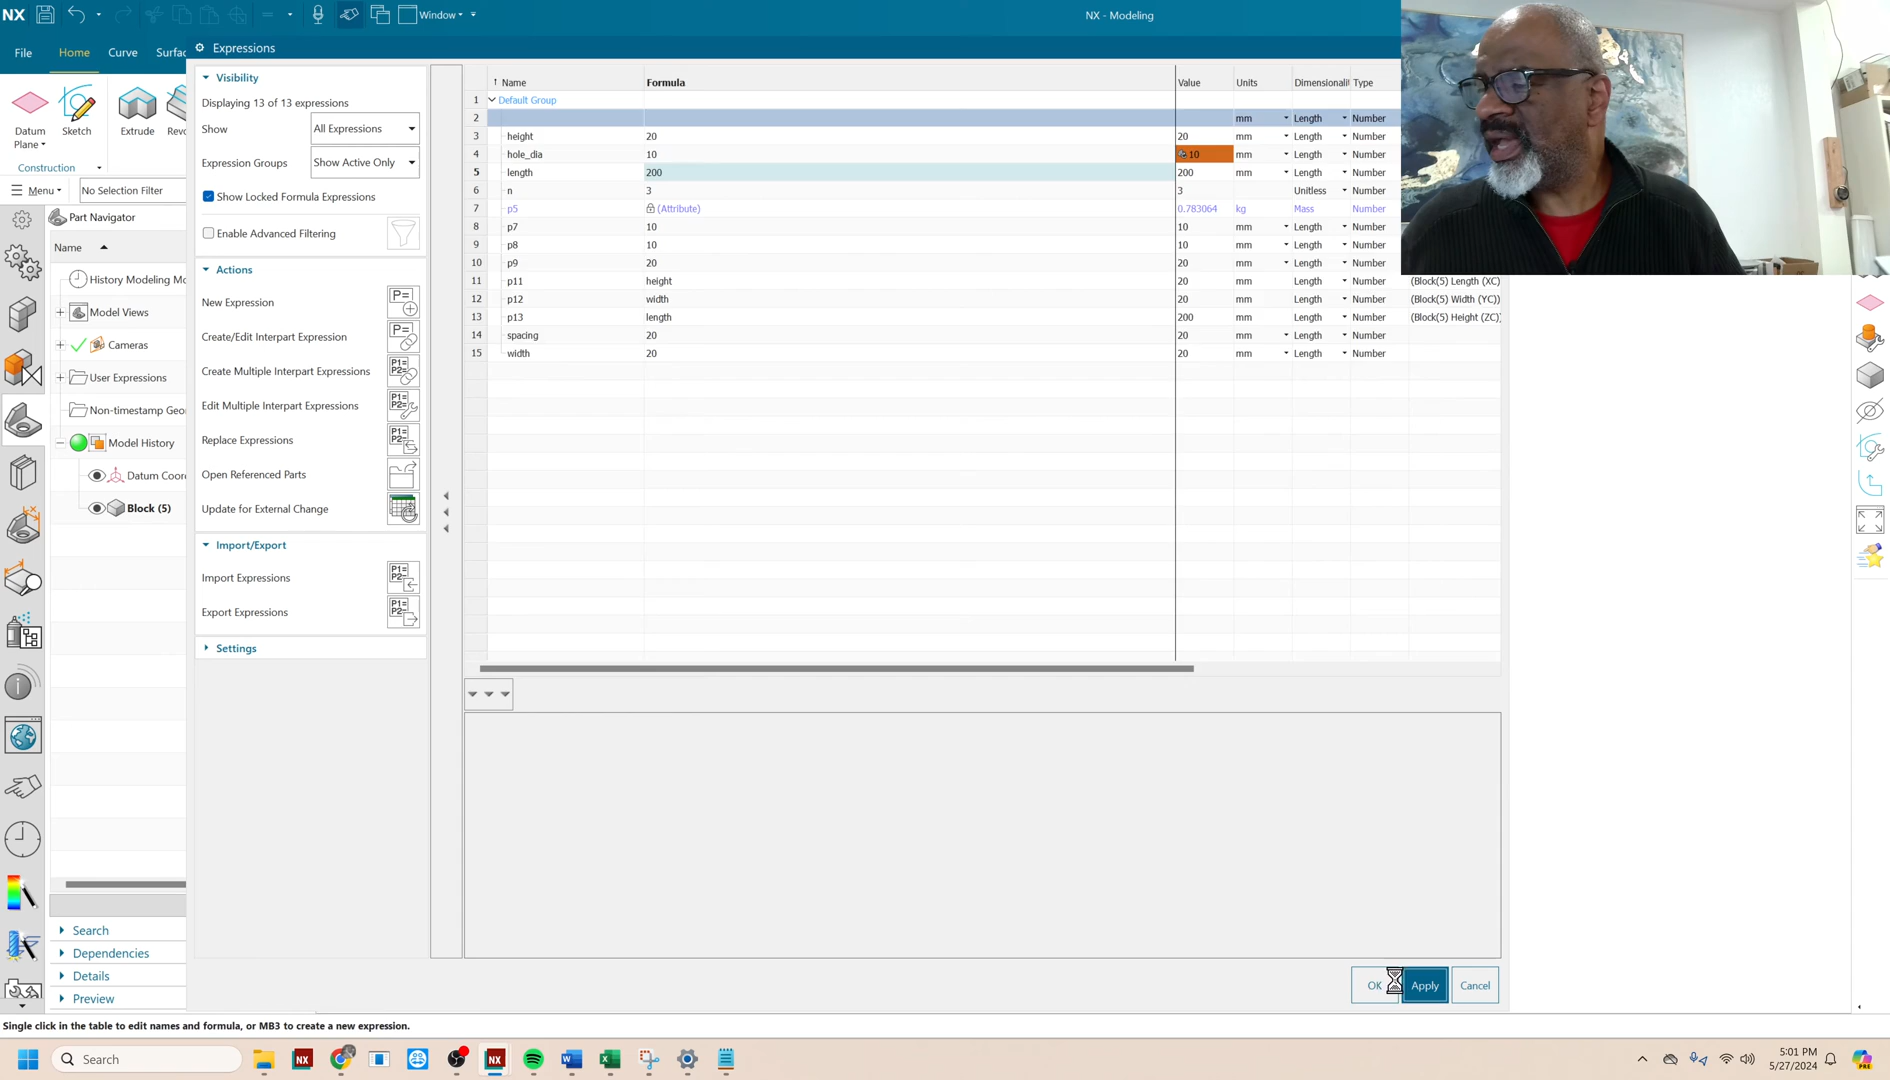 NX
Window
NX - Modeling
File
Home
Curve
Surfac
Datum
Plane
Sketch
Extrude
Revo
Construction
Menu
No Selection Filter
Part Navigator
Name
History Modeling Mo
Model Views
Cameras
User Expressions
Non-timestamp Geo
Model History
Datum Coor
Block (5)
Search
Dependencies
Details
Preview
Expressions
Visibility
Displaying 13 of 13 expressions
Show All Expressions
Expression Groups Show Active Only
Show Locked Formula Expressions
Enable Advanced Filtering
Actions
New Expression
Create/Edit Interpart Expression
Create Multiple Interpart Expressions
Edit Multiple Interpart Expressions
Replace Expressions
Open Referenced Parts
Update for External Change
Import/Export
Import Expressions
Export Expressions
Settings
Name Formula Value Units Dimensionali Type
1 Default Group
2 mm Length Number
3 height 20 20 mm Length Number
4 hole_dia 10 10 mm Length Number
5 length 200 200 mm Length Number
6 n 3 3 Unitless Number
7 p5 (Attribute) 0.783064 kg Mass Number
8 p7 10 10 mm Length Number
9 p8 10 10 mm Length Number
10 p9 20 20 mm Length Number
11 p11 height 20 mm Length Number (Block(5) Length (XC))
12 p12 width 20 mm Length Number (Block(5) Width (YC))
13 p13 length 200 mm Length Number (Block(5) Height (ZC))
14 spacing 20 20 mm Length Number
15 width 20 20 mm Length Number
OK Apply Cancel
Single click in the table to edit names and formula, or MB3 to create a new expression.
Search
5:01 PM
5/27/2024